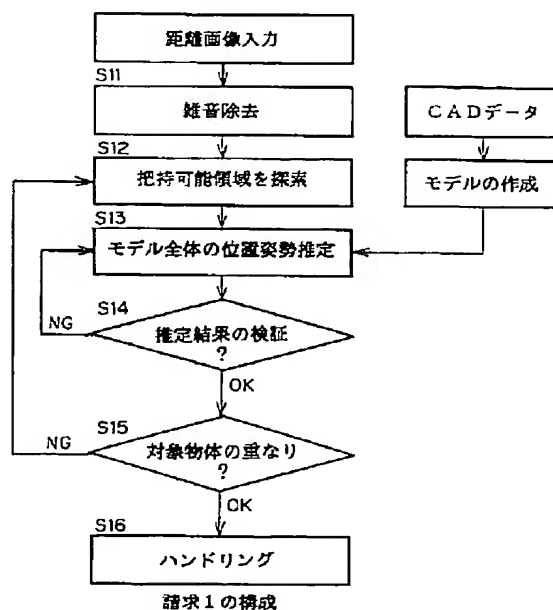 距離画像入力
S11
雑音除去
CADデータ
S12
把持可能領域を探索
モデルの作成
S13
モデル全体の位置姿勢推定
S14
NG
推定結果の検証
?
OK
S15
NG
対象物体の重なり
?
OK
S16
ハンドリング
請求1の構成